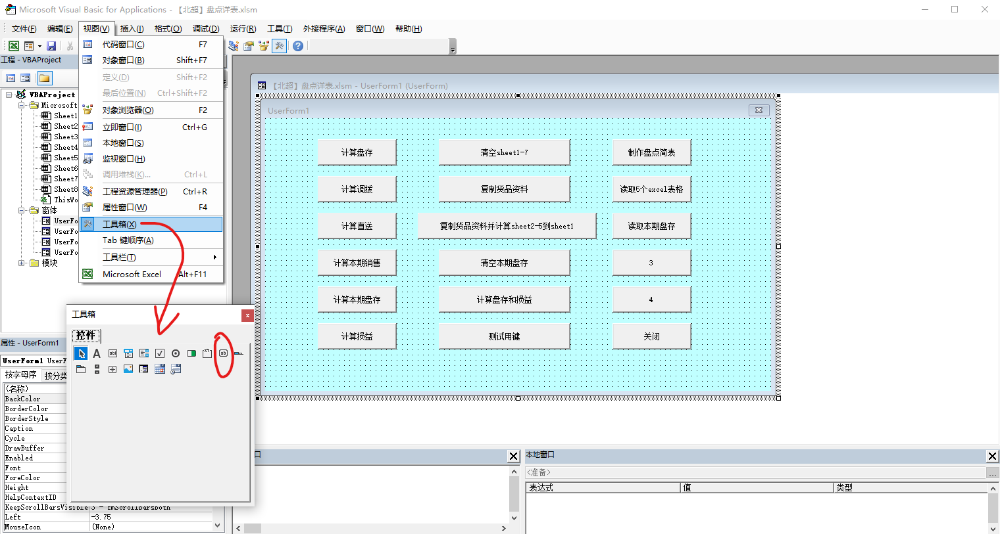 Microsoft Visual Basic for Applications - 【北超】盘点详表.xlsm
文件(F) 编辑(E) 视图(V) 插入(I) 格式(O) 调试(D) 运行(R) 工具(T) 外接程序(A) 窗口(W) 帮助(H)
工程 - VBAProject
VBAProject
Microsoft
Sheet1
Sheet2
Sheet3
Sheet4
Sheet5
Sheet6
Sheet7
Sheet8
ThisWo
窗体
UserFo
UserFo
UserFo
UserFo
模块
代码窗口(C) F7
对象窗口(B) Shift+F7
定义(D) Shift+F2
最后位置(N) Ctrl+Shift+F2
对象浏览器(O) F2
立即窗口(I) Ctrl+G
本地窗口(S)
监视窗口(H)
调用堆栈(K)... Ctrl+L
工程资源管理器(P) Ctrl+R
属性窗口(W) F4
工具箱(X)
Tab 键顺序(A)
工具栏(T)
Microsoft Excel Alt+F11
【北超】盘点详表.xlsm - UserForm1 (UserForm)
UserForm1
计算盘存 清空sheet1-7 制作盘点简表
计算调拨 复制货品资料 读取5个excel表格
计算直送 复制货品资料并计算sheet2-5到sheet1 读取本期盘存
计算本期销售 清空本期盘存 3
计算本期盘存 计算盘存和损益 4
计算损益 测试用键 关闭
工具箱
控件
A abl XY ab
属性 - UserForm1
UserForm1 UserF
按字母序 按分类
(名称)
BackColor
BorderColor
BorderStyle
Caption
Cycle
DrawBuffer
Enabled
Font
ForeColor
Height
HelpContextID
KeepScrollBarsVisible 3 - fmScrollBarsBoth
Left -3.75
MouseIcon (None)
口
本地窗口
<准备>
...
表达式 值 类型